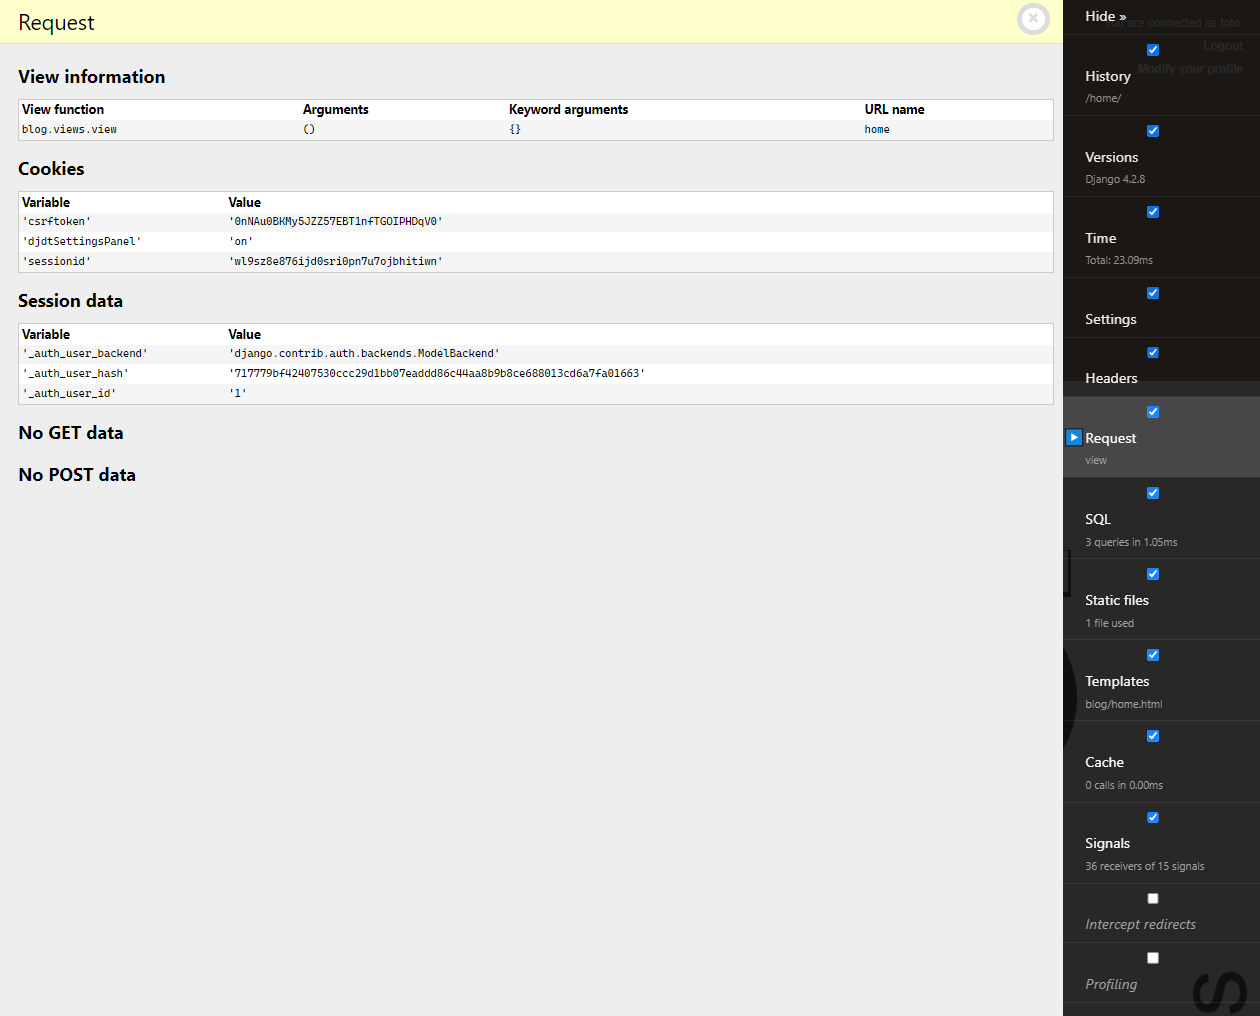 Request
View information
View function Arguments Keyword arguments URL name
blog.views.view () {} home
Cookies
Variable Value
'csrftoken' '0nNAu0BKMy5JZZ57EBT1nfTGOIPHDqV0'
'djdtSettingsPanel' 'on'
'sessionid' 'wl9sz8e876ijd0sri0pn7u7ojbhitiwn'
Session data
Variable Value
'_auth_user_backend' 'django.contrib.auth.backends.ModelBackend'
'_auth_user_hash' '717779bf42407530ccc29d1bb07eaddd86c44aa8b9b8ce688013cd6a7fa01663'
'_auth_user_id' '1'
No GET data
No POST data
Hide »
You are connected as toto.
Logout
Modify your profile
History
/home/
Versions
Django 4.2.8
Time
Total: 23.09ms
Settings
Headers
Request
view
SQL
3 queries in 1.05ms
Static files
1 file used
Templates
blog/home.html
Cache
0 calls in 0.00ms
Signals
36 receivers of 15 signals
Intercept redirects
Profiling